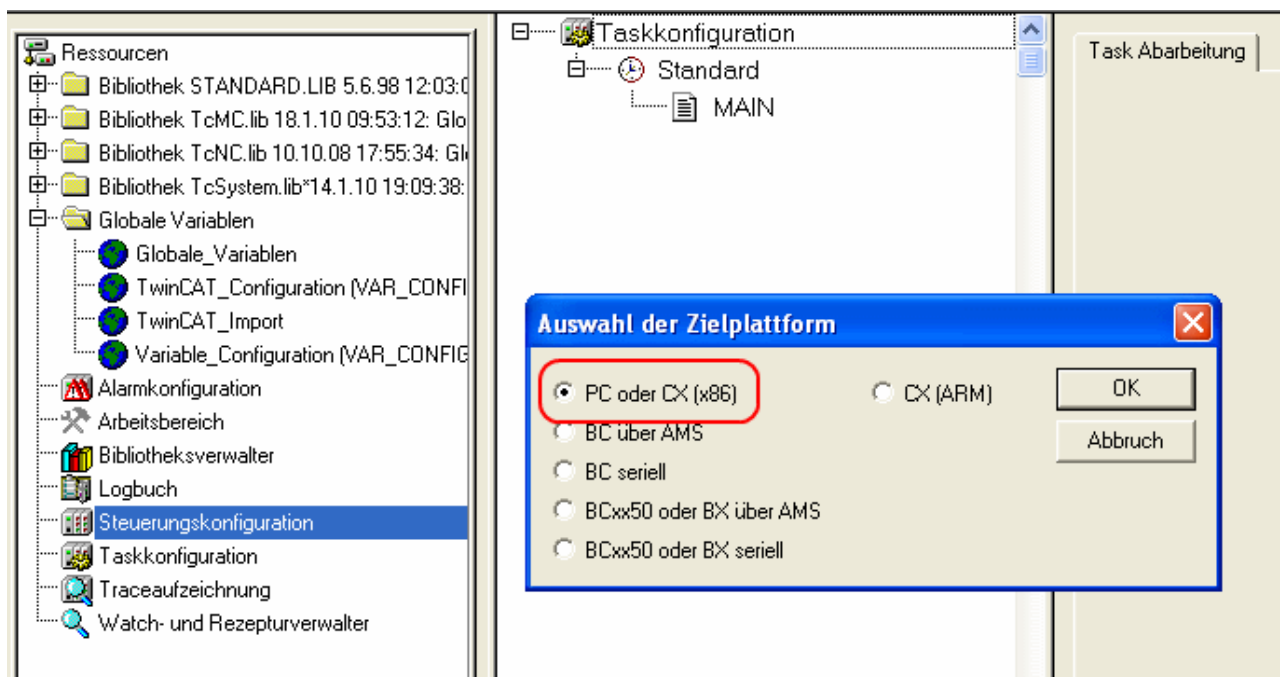 Ressourcen
Bibliothek STANDARD.LIB 5.6.98 12:03:0
Bibliothek TcMC.lib 18.1.10 09:53:12: Glo
Bibliothek TcNC.lib 10.10.08 17:55:34: Gl
Bibliothek TcSystem.lib*14.1.10 19:09:38:
Globale Variablen
Globale_Variablen
TwinCAT_Configuration (VAR_CONFI
TwinCAT_Import
Variable_Configuration (VAR_CONFIG
Alarmkonfiguration
Arbeitsbereich
Bibliotheksverwalter
Logbuch
Steuerungskonfiguration
Taskkonfiguration
Traceaufzeichnung
Watch- und Rezepturverwalter
Taskkonfiguration
Standard
MAIN
Task Abarbeitung
Auswahl der Zielplattform
PC oder CX (x86)
CX (ARM)
OK
BC über AMS
Abbruch
BC seriell
BCxx50 oder BX über AMS
BCxx50 oder BX seriell